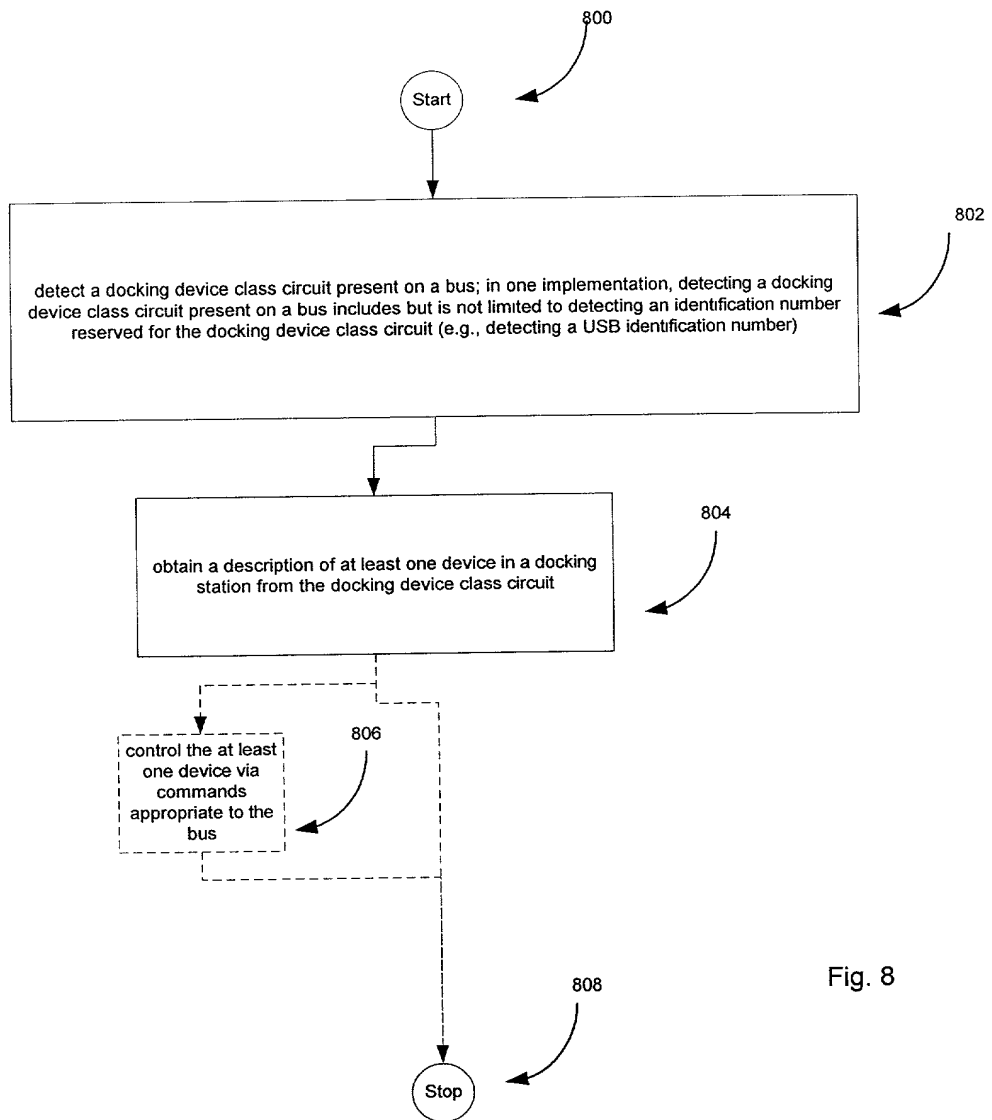 800
Start
802
detect a docking device class circuit present on a bus; in one implementation, detecting a docking
device class circuit present on a bus includes but is not limited to detecting an identification number
reserved for the docking device class circuit (e.g., detecting a USB identification number)
804
obtain a description of at least one device in a docking
station from the docking device class circuit
806
control the at least
one device via
commands
appropriate to the
bus
Fig. 8
808
Stop